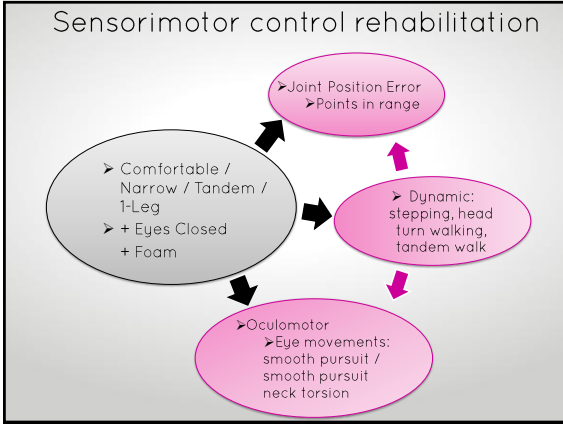 Sensorimotor control rehabilitation
➢Joint Position Error
➢Points in range
➢ Comfortable /
Narrow / Tandem /
1-Leg
➢ + Eyes Closed
+ Foam
➢ Dynamic:
stepping, head
turn walking,
tandem walk
➢Oculomotor
➢Eye movements:
smooth pursuit /
smooth pursuit
neck torsion